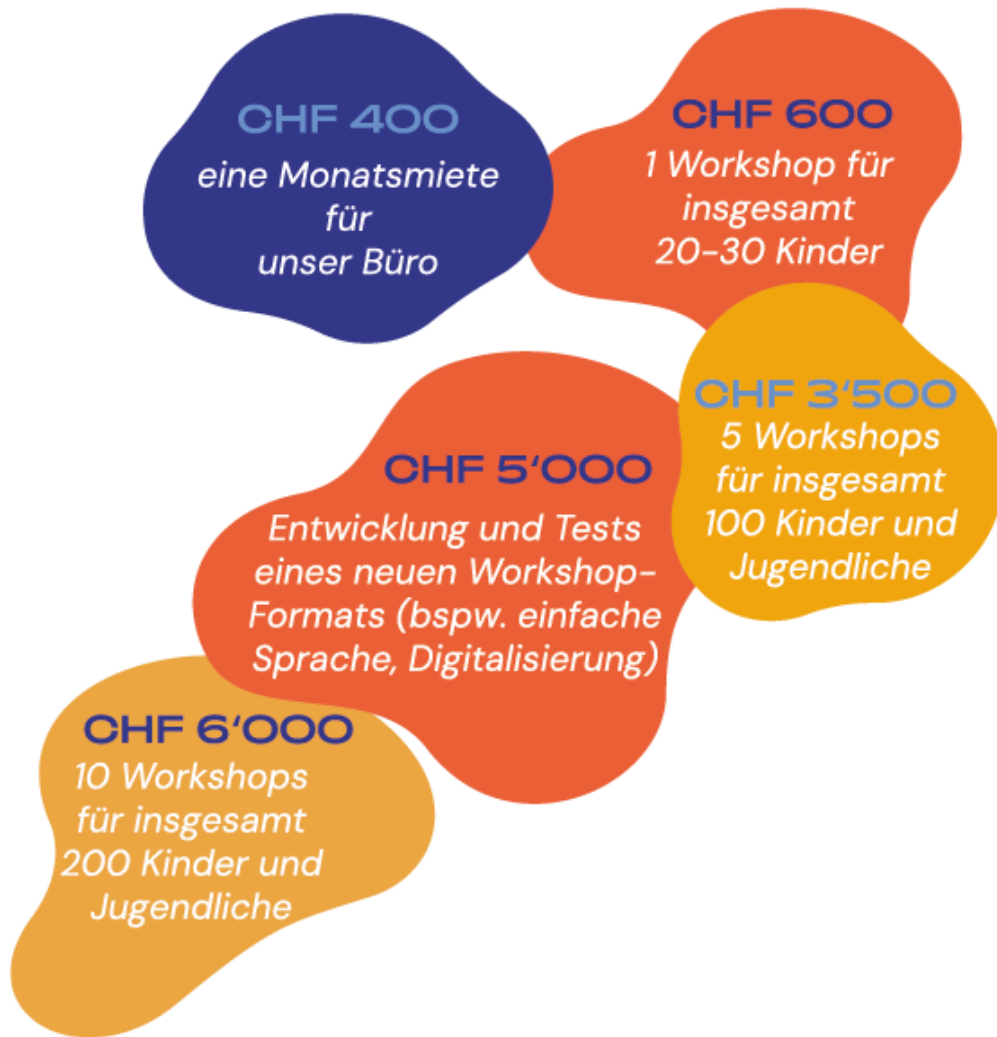 CHF 400
eine Monatsmiete
für
unser Büro
CHF 600
1 Workshop für
insgesamt
20-30 Kinder
CHF 3‘500
5 Workshops
für insgesamt
100 Kinder und
Jugendliche
CHF 5‘000
Entwicklung und Tests
eines neuen Workshop-
Formats (bspw. einfache
Sprache, Digitalisierung)
CHF 6‘000
10 Workshops
für insgesamt
200 Kinder und
Jugendliche